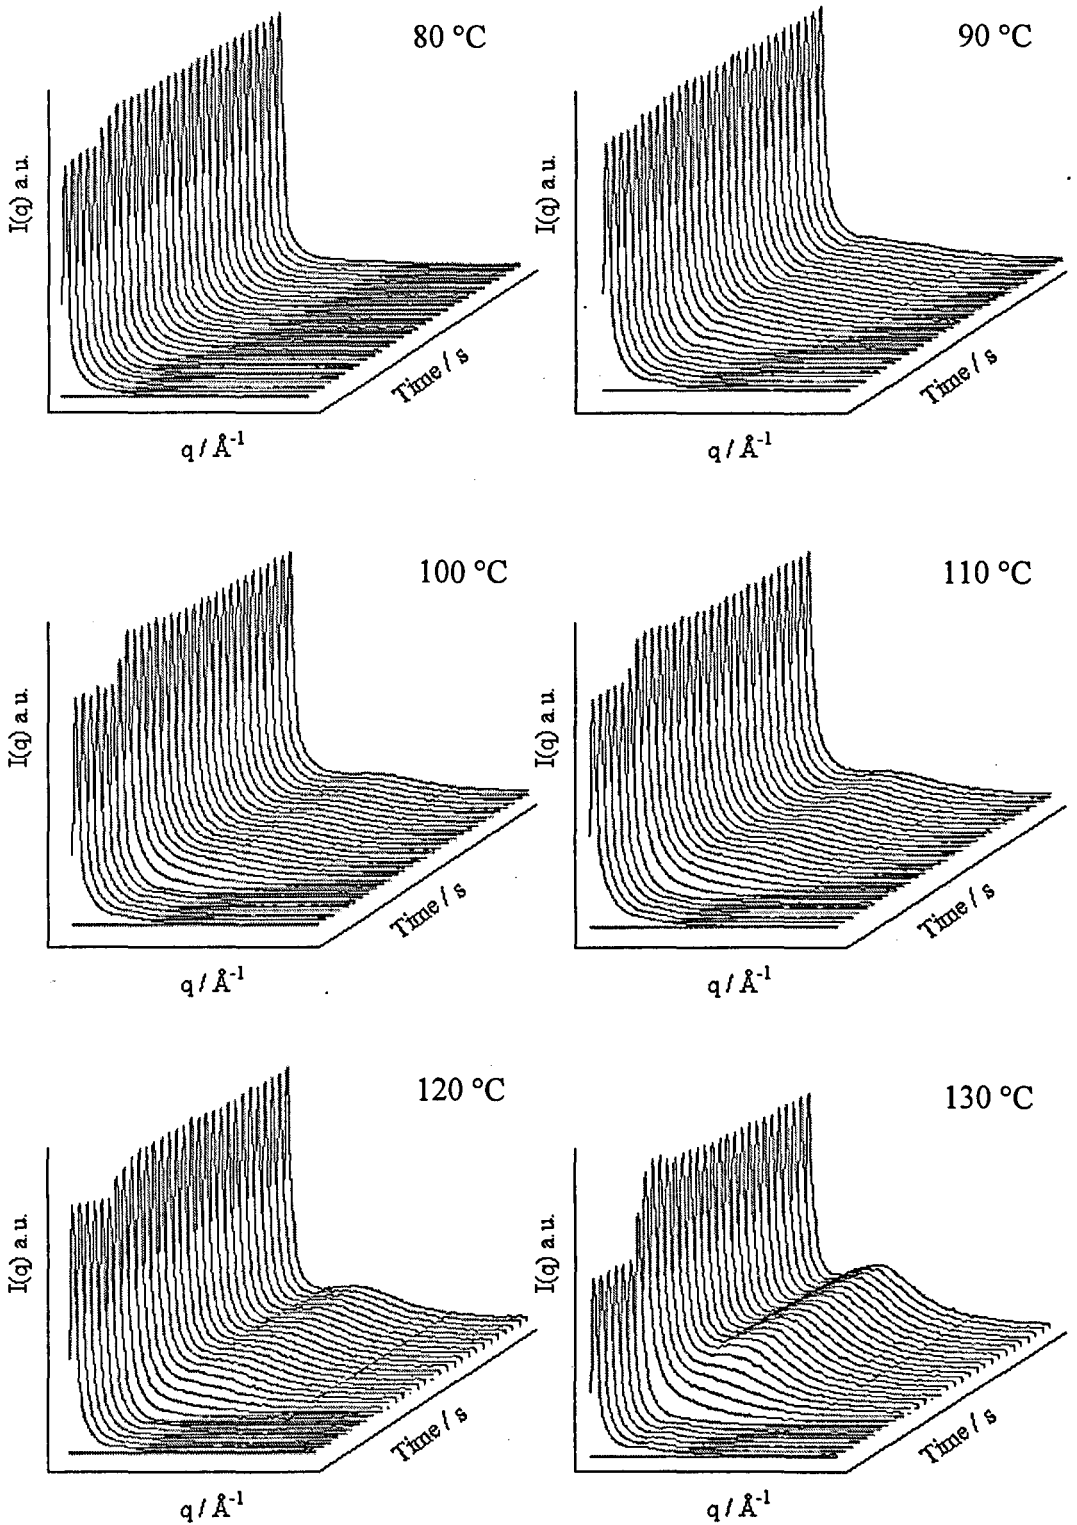 80 °C
I(q) a.u.
Time / s
q / Å-1
90 °C
I(q) a.u.
Time / s
q / Å-1
100 °C
I(q) a.u.
Time / s
q / Å-1
110 °C
I(q) a.u.
Time / s
q / Å-1
120 °C
I(q) a.u.
Time / s
q / Å-1
130 °C
I(q) a.u.
Time / s
q / Å-1